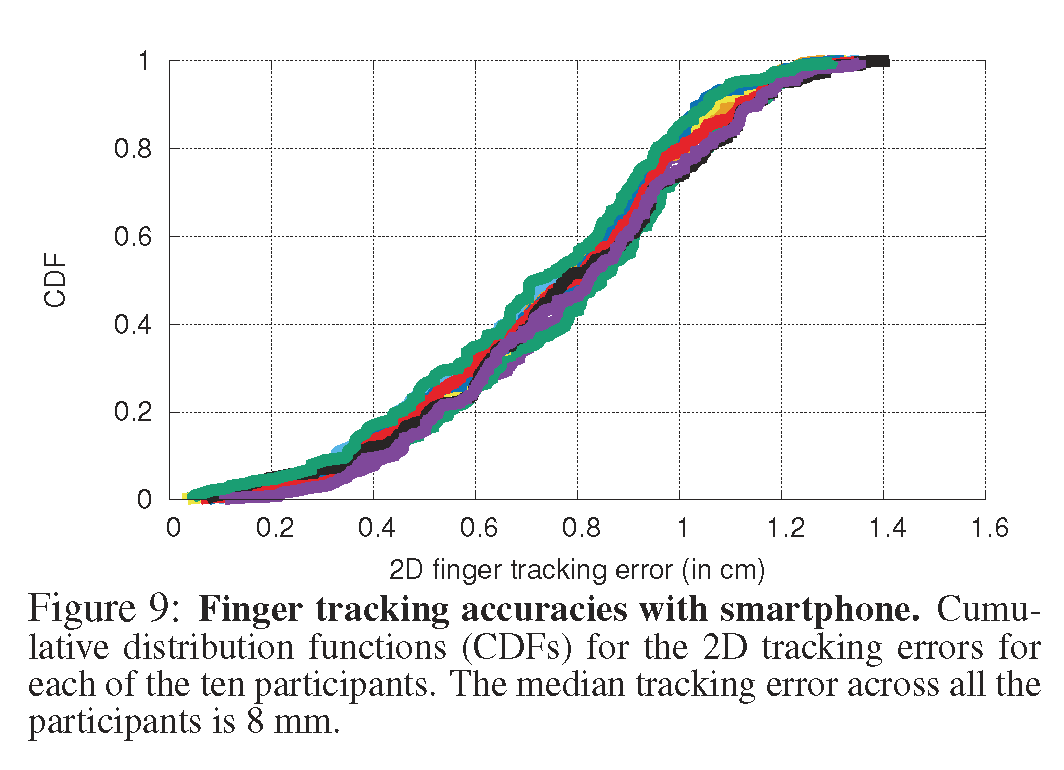 1
0.8
0.6
0.4
0.2
0
CDF
0 0.2 0.4 0.6 0.8 1 1.2 1.4 1.6
2D finger tracking error (in cm)
Figure 9: Finger tracking accuracies with smartphone. Cumu-
lative distribution functions (CDFs) for the 2D tracking errors for
each of the ten participants. The median tracking error across all the
participants is 8 mm.